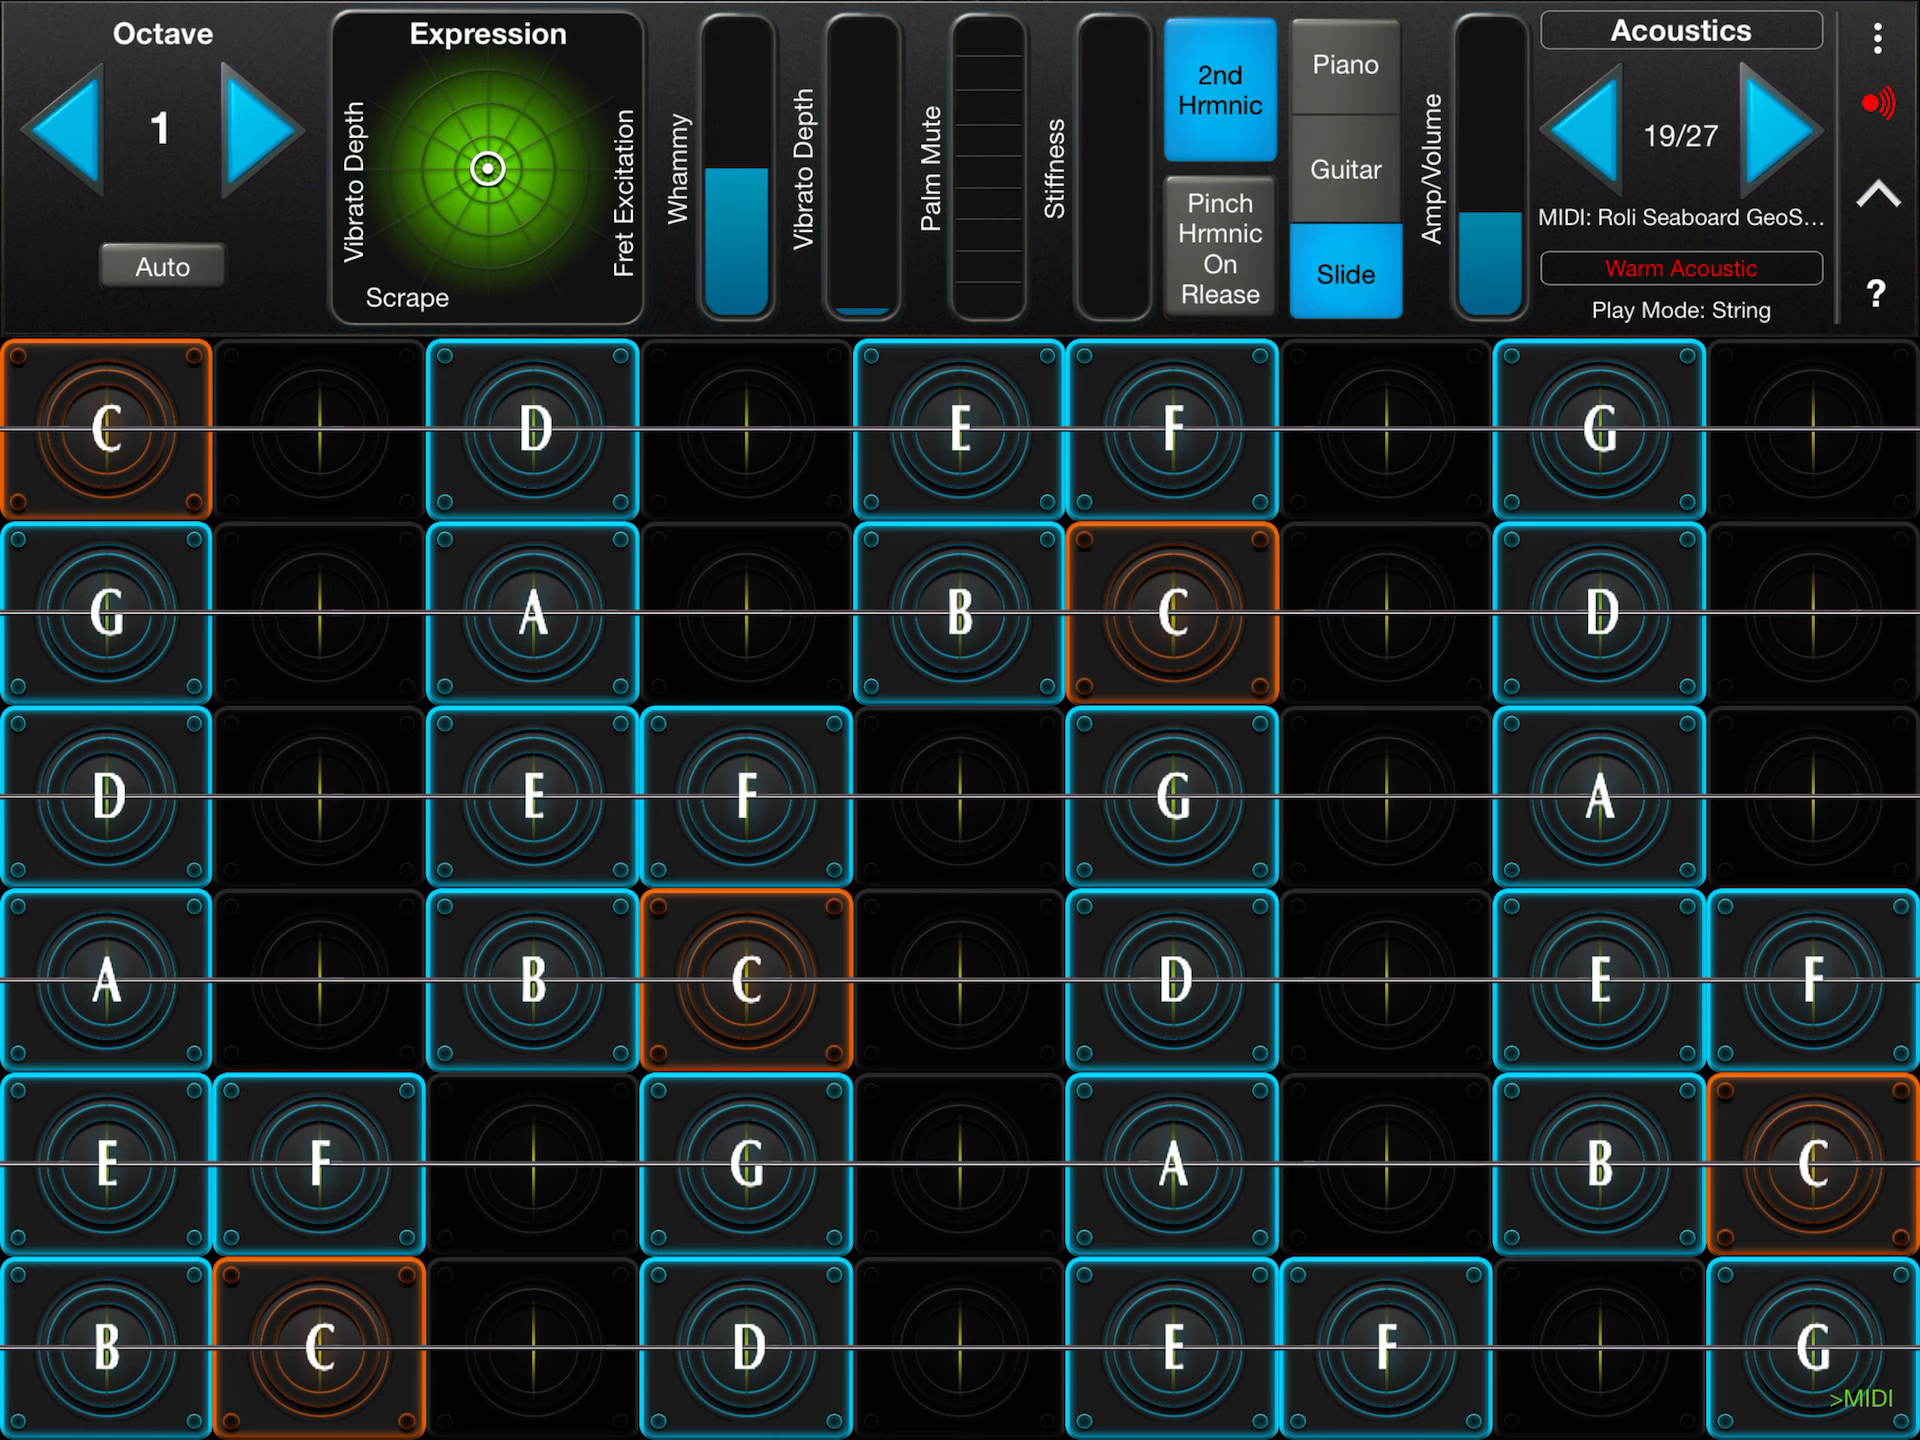 Octave
1
Auto
Expression
Vibrato Depth
Fret Excitation
Scrape
Whammy
Vibrato Depth
Palm Mute
Stiffness
2nd
Hrmnic
Pinch
Hrmnic
On
Rlease
Piano
Guitar
Slide
Amp/Volume
Acoustics
19/27
MIDI: Roli Seaboard GeoS...
Warm Acoustic
Play Mode: String
?
C D E F G
G A B C D
D E F G A
A B C D E F
E F G A B C
B C D E F G
>MIDI